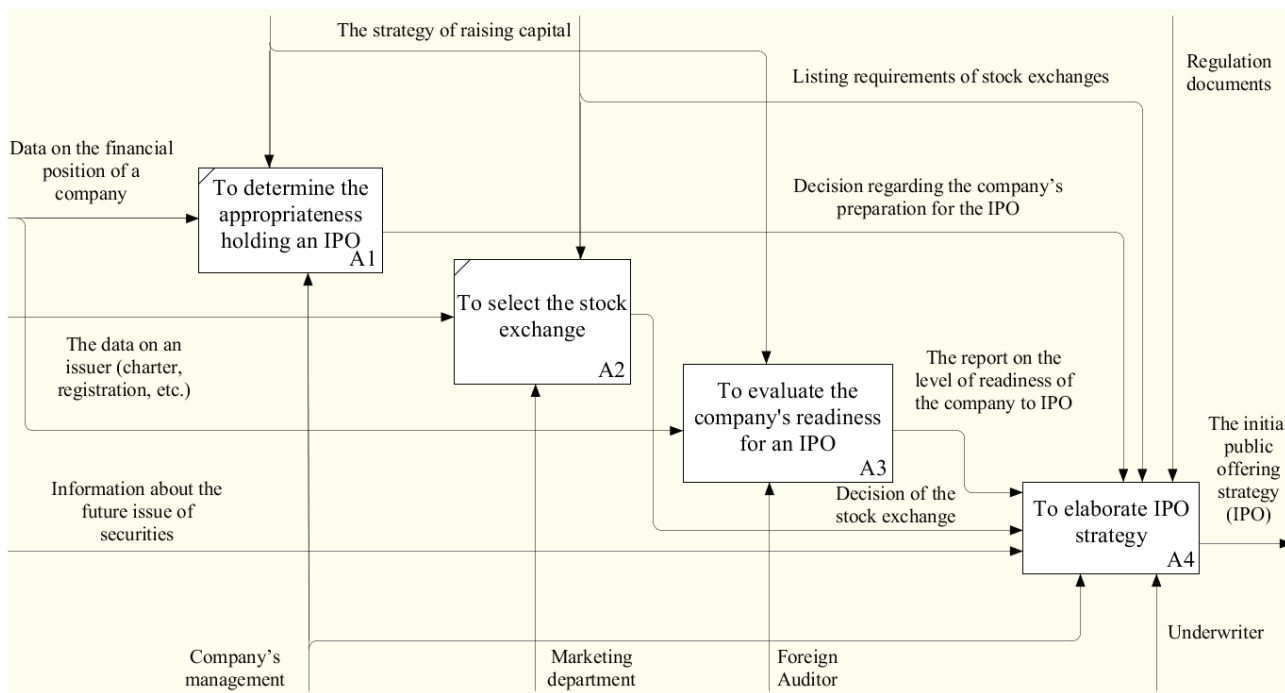 The strategy of raising capital
Regulation
documents
Listing requirements of stock exchanges
Data on the financial
position of a
company
To determine the
appropriateness
holding an IPO
A1
Decision regarding the company's
preparation for the IPO
To select the stock
exchange
A2
The data on an
issuer (charter,
registration, etc.)
To evaluate the
company's readiness
for an IPO
A3
The report on the
level of readiness of
the company to IPO
The initial
public
offering
strategy
(IPO)
Information about the
future issue of
securities
Decision of the
stock exchange
To elaborate IPO
strategy
A4
Company's
management
Marketing
department
Foreign
Auditor
Underwriter